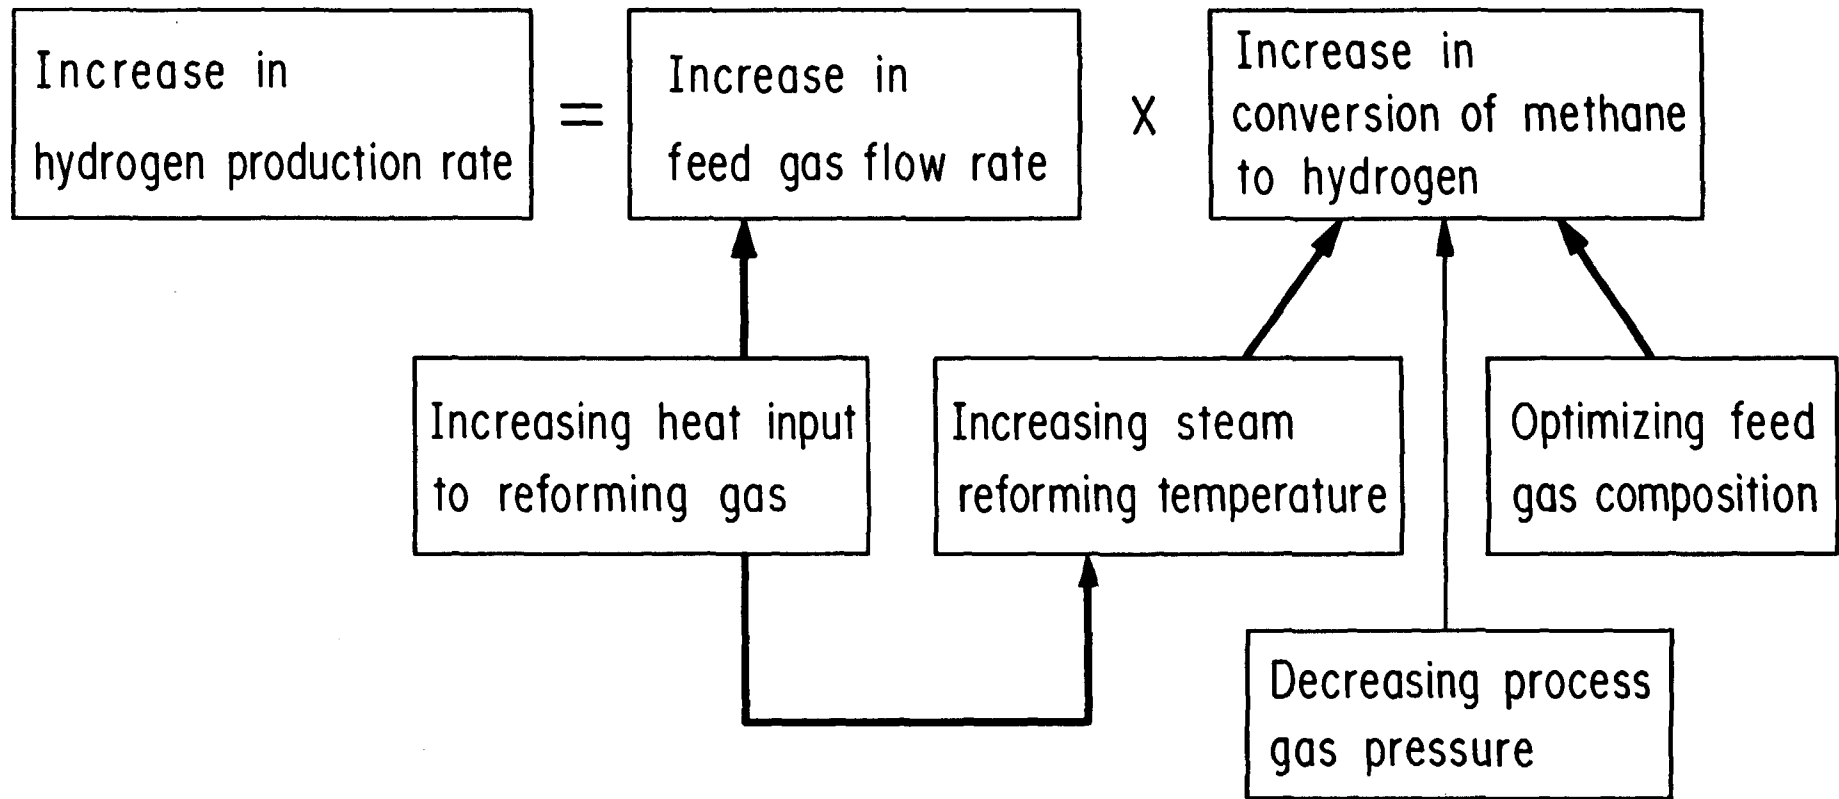 Increase in
hydrogen production rate
=
Increase in
feed gas flow rate
x
Increase in
conversion of methane
to hydrogen
Increasing heat input
to reforming gas
Increasing steam
reforming temperature
Optimizing feed
gas composition
Decreasing process
gas pressure